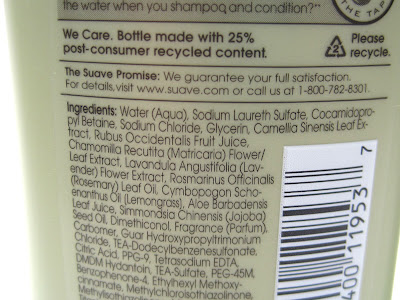 the water when you shampoo, and condition?**
THE TAP
We Care. Bottle made with 25%
post-consumer recycled content.
2
Please
recycle.
The Suave Promise: We guarantee your full satisfaction.
For details, visit www.suave.com or call us at 1-800-782-8301.
Ingredients: Water (Aqua), Sodium Laureth Sulfate, Cocamidopro-
pyl Betaine, Sodium Chloride, Glycerin, Camellia Sinensis Leaf Ex-
tract, Rubus Occidentalis Fruit Juice,
Chamomilla Recutita (Matricaria) Flower/
Leaf Extract, Lavandula Angustifolia (Lav-
ender) Flower Extract, Rosmarinus Officinalis
(Rosemary) Leaf Oil, Cymbopogon Scho-
enanthus Oil (Lemongrass), Aloe Barbadensis
Leaf Juice, Simmondsia Chinensis (Jojoba)
Seed Oil, Dimethiconol, Fragrance (Parfum),
Carbomer, Guar Hydroxypropyltrimonium
Chloride, TEA-Dodecylbenzenesulfonate,
Citric Acid, PPG-9, Tetrasodium EDTA,
DMDM Hydantoin, TEA-Sulfate, PEG-45M,
Benzophenone-4, Ethylhexyl Methoxy-
cinnamate, Methylchloroisothiazolinone,
400 11953 7